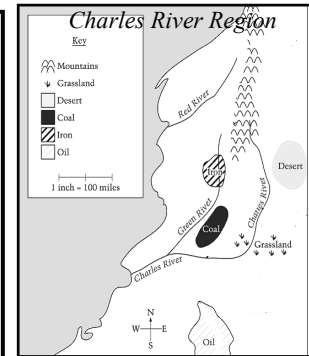 Charles River Region
Key
Mountains
Grassland
Desert
Coal
Iron
Oil
1 inch = 100 miles
Red River
Iron
Desert
Green River
Charles River
Coal
Grassland
Charles River
N
W E
S
Oil